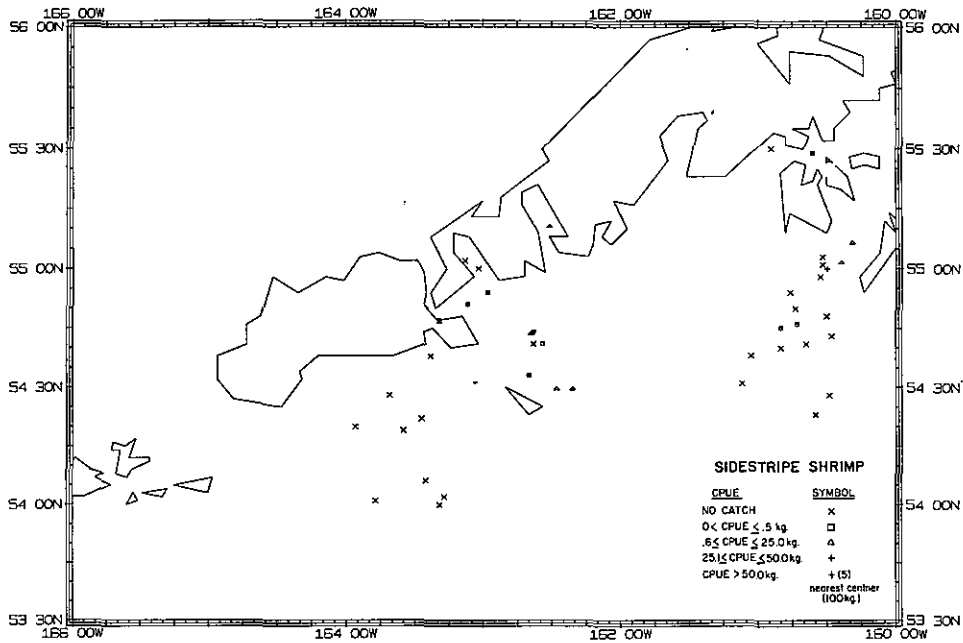 166 00W 164 00W 162 00W 160 00W
56 00N 56 00N
55 30N 55 30N
55 00N 55 00N
54 30N 54 30N
54 00N 54 00N
53 30N 53 30N
166 00W 164 00W 162 00W 160 00W
SIDESTRIPE SHRIMP
CPUE SYMBOL
NO CATCH ×
0< CPUE ≤ .5 kg. □
.6≤ CPUE ≤ 25.0 kg. △
25.1≤ CPUE ≤50.0 kg. +
CPUE > 50.0 kg. + (5)
nearest centner
(100kg.)